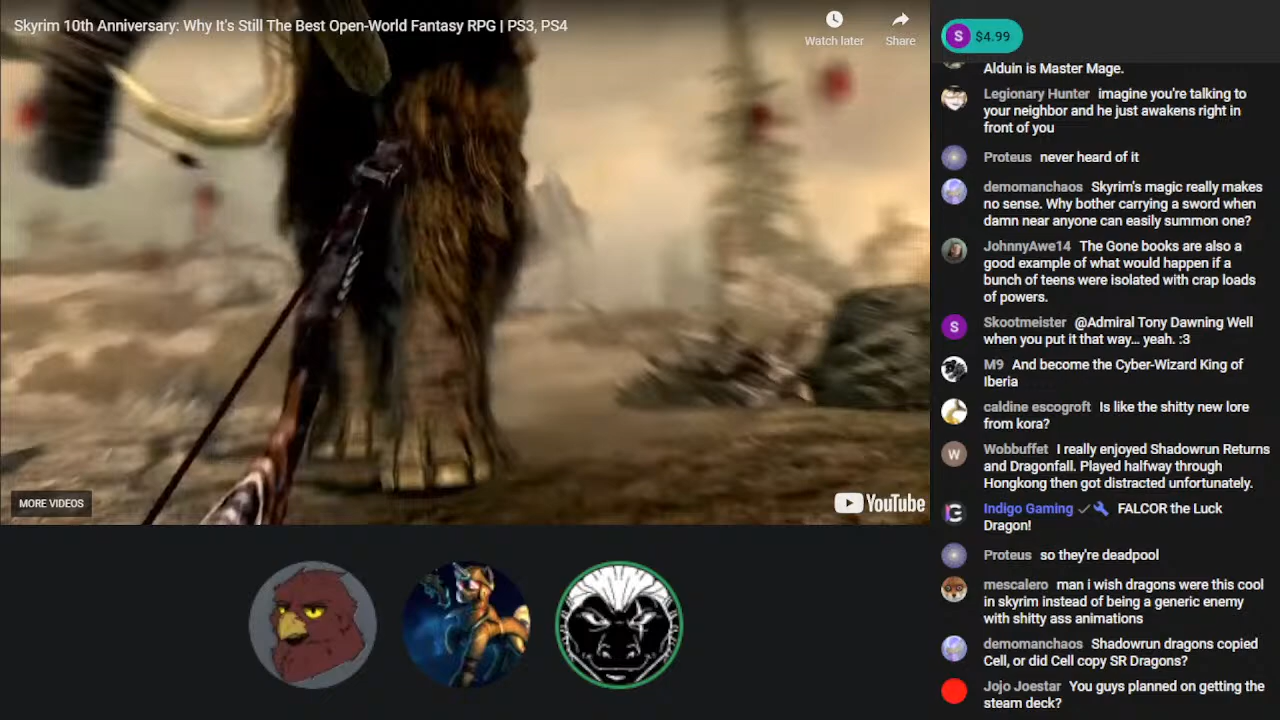 Skyrim 10th Anniversary: Why It's Still The Best Open-World Fantasy RPG | PS3, PS4
Watch later
Share
MORE VIDEOS
YouTube
S $4.99
Alduin is Master Mage.
Legionary Hunter imagine you're talking to
your neighbor and he just awakens right in
front of you
Proteus never heard of it
demomanchaos Skyrim's magic really makes
no sense. Why bother carrying a sword when
damn near anyone can easily summon one?
JohnnyAwe14 The Gone books are also a
good example of what would happen if a
bunch of teens were isolated with crap loads
of powers.
S Skootmeister @Admiral Tony Dawning Well
when you put it that way… yeah. :3
M9 And become the Cyber-Wizard King of
Iberia
caldine escogroft Is like the shitty new lore
from kora?
W Wobbuffet I really enjoyed Shadowrun Returns
and Dragonfall. Played halfway through
Hongkong then got distracted unfortunately.
Indigo Gaming FALCOR the Luck
Dragon!
Proteus so they're deadpool
mescalero man i wish dragons were this cool
in skyrim instead of being a generic enemy
with shitty ass animations
demomanchaos Shadowrun dragons copied
Cell, or did Cell copy SR Dragons?
Jojo Joestar You guys planned on getting the
steam deck?